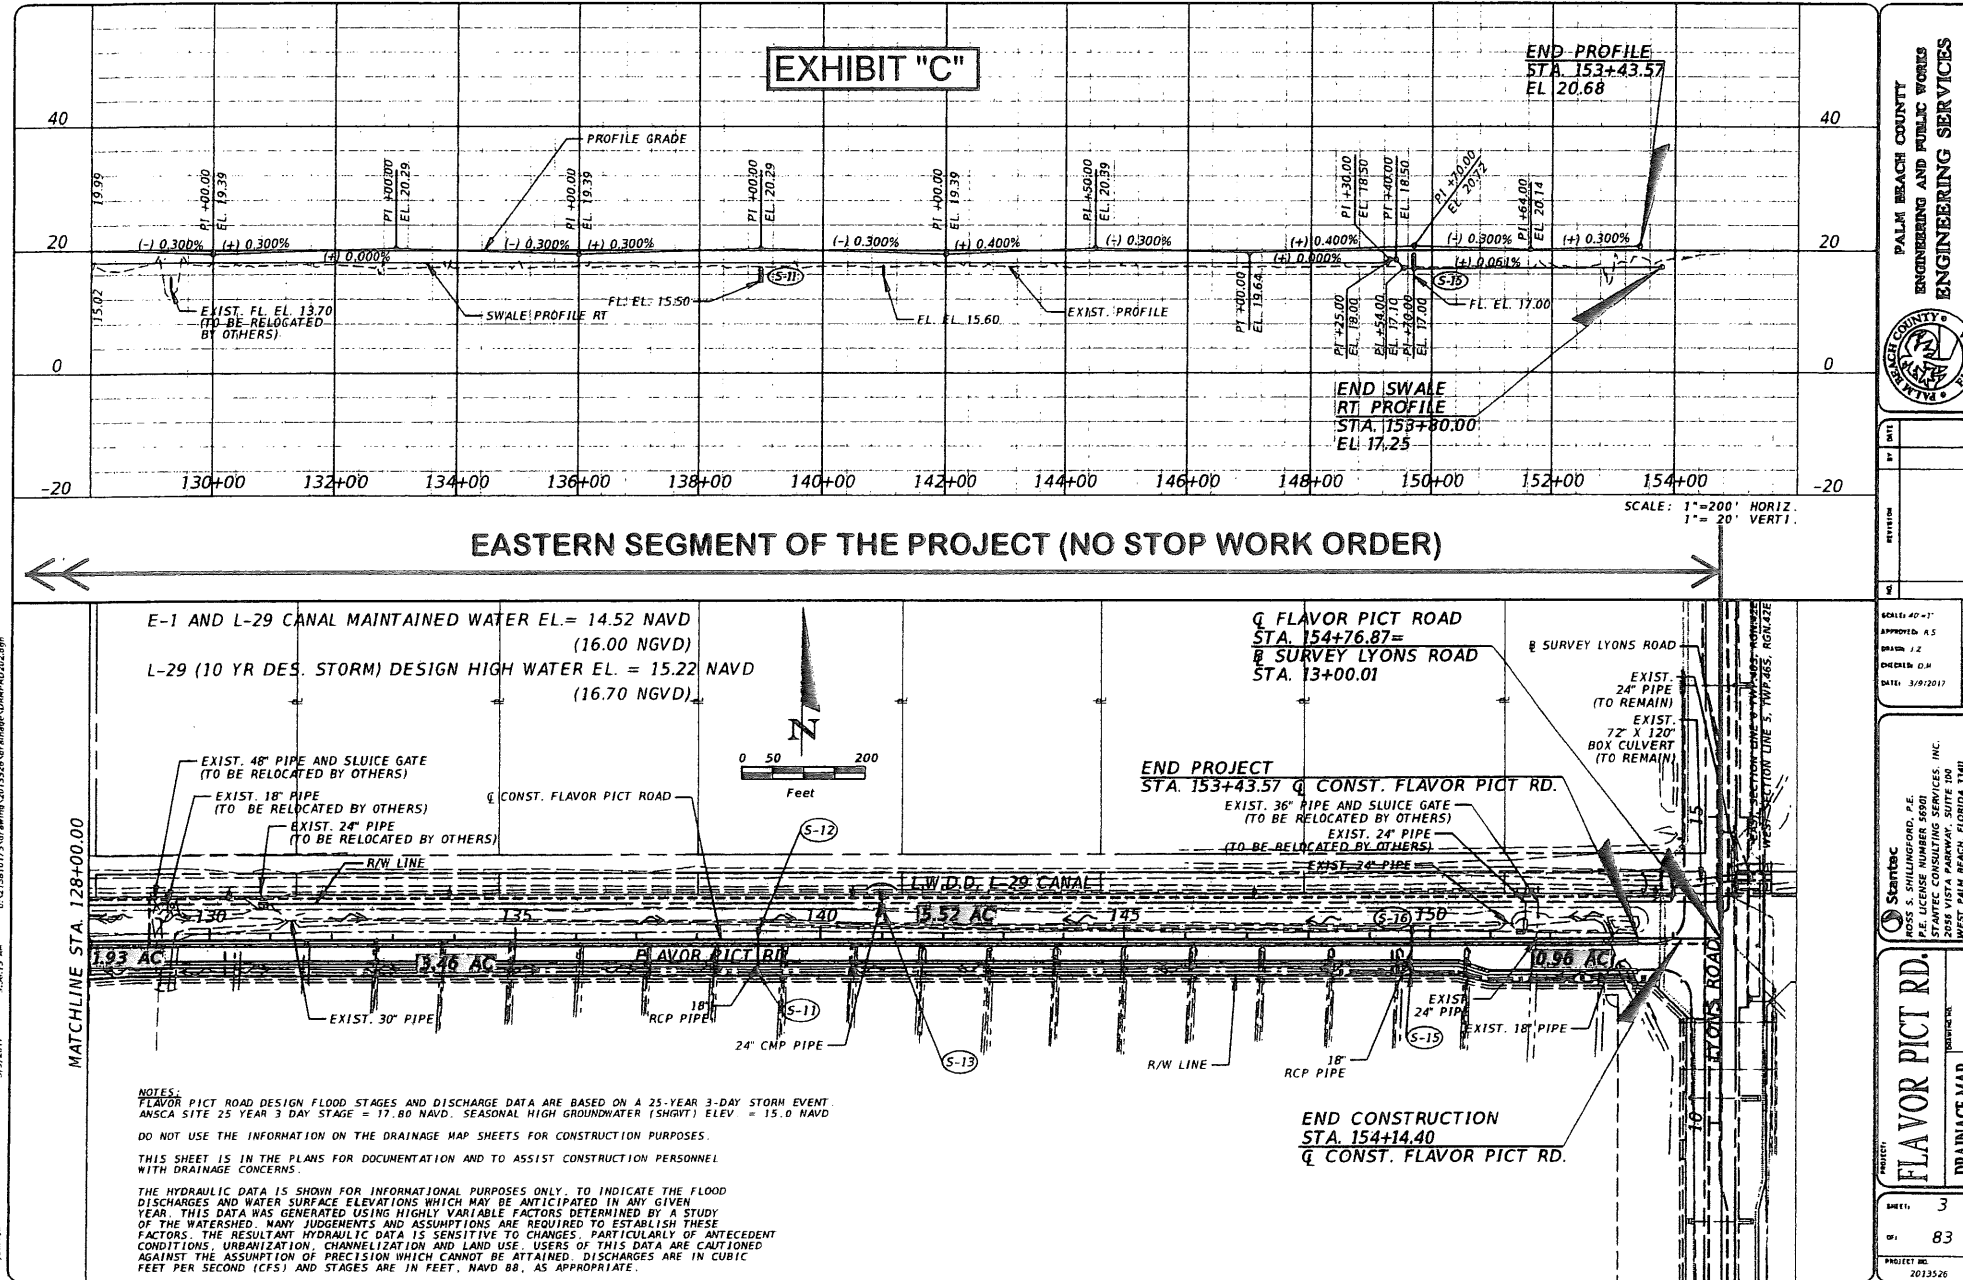 EXHIBIT "C"
END PROFILE
STA. 153+43.57
EL 20.68
40
40
PROFILE GRADE
19.99
PI +00.00
EL. 19.39
PI +00.00
EL. 20.29
PI +00.00
EL. 19.39
PI +00.00
EL. 20.29
PI +00.00
EL. 19.39
PI +50.00
EL. 20.39
PI +30.00
EL. 18.50
PI +40.00
EL. 18.50
PI +70.00
EL. 20.72
PI +64.00
EL. 20.14
20
(-) 0.300%
(+) 0.300%
(-) 0.300%
(+) 0.300%
(-) 0.300%
(+) 0.400%
(-) 0.300%
(+) 0.400%
(-) 0.300%
(+) 0.300%
20
(+) 0.000%
(+) 0.000%
(+) 0.061%
15.02
EXIST. FL. EL. 13.70
(TO BE RELOCATED
BY OTHERS)
SWALE PROFILE RT
FL. EL. 15.50
S-11
FL. EL. 15.60
EXIST. PROFILE
PI +00.00
EL. 19.64
PI +25.00
EL. 18.00
PI +54.00
EL. 17.10
PI +70.00
EL. 17.00
S-15
FL. EL. 17.00
0
0
END SWALE
RT PROFILE
STA. 153+80.00
EL 17.25
-20
130+00
132+00
134+00
136+00
138+00
140+00
142+00
144+00
146+00
148+00
150+00
152+00
154+00
-20
SCALE: 1"=200' HORIZ.
1"= 20' VERTI.
EASTERN SEGMENT OF THE PROJECT (NO STOP WORK ORDER)
E-1 AND L-29 CANAL MAINTAINED WATER EL.= 14.52 NAVD
(16.00 NGVD)
L-29 (10 YR DES. STORM) DESIGN HIGH WATER EL. = 15.22 NAVD
(16.70 NGVD)
N
0 50 200
Feet
℄ FLAVOR PICT ROAD
STA. 154+76.87=
SURVEY LYONS ROAD
STA. 13+00.01
SURVEY LYONS ROAD
EXIST.
24" PIPE
(TO REMAIN)
EXIST.
72" X 120"
BOX CULVERT
(TO REMAIN)
EXIST. 48" PIPE AND SLUICE GATE
(TO BE RELOCATED BY OTHERS)
EXIST. 18" PIPE
(TO BE RELOCATED BY OTHERS)
EXIST. 24" PIPE
(TO BE RELOCATED BY OTHERS)
R/W LINE
℄ CONST. FLAVOR PICT ROAD
S-12
END PROJECT
STA. 153+43.57 ℄ CONST. FLAVOR PICT RD.
EXIST. 36" PIPE AND SLUICE GATE
(TO BE RELOCATED BY OTHERS)
EXIST. 24" PIPE
(TO BE RELOCATED BY OTHERS)
EXIST. 24" PIPE
MATCHLINE STA. 128+00.00
L.W.D.D. L-29 CANAL
130
135
140
5.52 AC
145
S-16
150
15
1.93 AC
3.46 AC
FLAVOR PICT RD
0.96 AC
EXIST. 30" PIPE
18"
RCP PIPE
S-11
24" CMP PIPE
S-13
R/W LINE
18"
RCP PIPE
S-15
EXIST
24" PIP
EXIST. 18" PIPE
LYONS ROAD
10
END CONSTRUCTION
STA. 154+14.40
℄ CONST. FLAVOR PICT RD.
NOTES:
FLAVOR PICT ROAD DESIGN FLOOD STAGES AND DISCHARGE DATA ARE BASED ON A 25-YEAR 3-DAY STORM EVENT.
ANSCA SITE 25 YEAR 3 DAY STAGE = 17.80 NAVD. SEASONAL HIGH GROUNDWATER (SHGWT) ELEV. = 15.0 NAVD
DO NOT USE THE INFORMATION ON THE DRAINAGE MAP SHEETS FOR CONSTRUCTION PURPOSES.
THIS SHEET IS IN THE PLANS FOR DOCUMENTATION AND TO ASSIST CONSTRUCTION PERSONNEL
WITH DRAINAGE CONCERNS.
THE HYDRAULIC DATA IS SHOWN FOR INFORMATIONAL PURPOSES ONLY, TO INDICATE THE FLOOD
DISCHARGES AND WATER SURFACE ELEVATIONS WHICH MAY BE ANTICIPATED IN ANY GIVEN
YEAR. THIS DATA WAS GENERATED USING HIGHLY VARIABLE FACTORS DETERMINED BY A STUDY
OF THE WATERSHED. MANY JUDGEMENTS AND ASSUMPTIONS ARE REQUIRED TO ESTABLISH THESE
FACTORS. THE RESULTANT HYDRAULIC DATA IS SENSITIVE TO CHANGES, PARTICULARLY OF ANTECEDENT
CONDITIONS, URBANIZATION, CHANNELIZATION AND LAND USE. USERS OF THIS DATA ARE CAUTIONED
AGAINST THE ASSUMPTION OF PRECISION WHICH CANNOT BE ATTAINED. DISCHARGES ARE IN CUBIC
FEET PER SECOND (CFS) AND STAGES ARE IN FEET, NAVD 88, AS APPROPRIATE.
PALM BEACH COUNTY
ENGINEERING AND PUBLIC WORKS
ENGINEERING SERVICES
PALM BEACH COUNTY
DATE
BY
REVISION
NO.
SCALE: 40'=1"
APPROVED: R.S
DRAWN: J.Z
CHECKED: D.H
DATE: 3/9/2017
Stantec
ROSS S. SHILLINGFORD, P.E.
P.E. LICENSE NUMBER 56901
STANTEC CONSULTING SERVICES, INC.
2056 VISTA PARKWAY, SUITE 100
WEST PALM BEACH, FLORIDA 33411
PROJECT:
FLAVOR PICT RD.
DRAINAGE MAP
SHEET: 3
OF: 83
PROJECT NO.
2013526